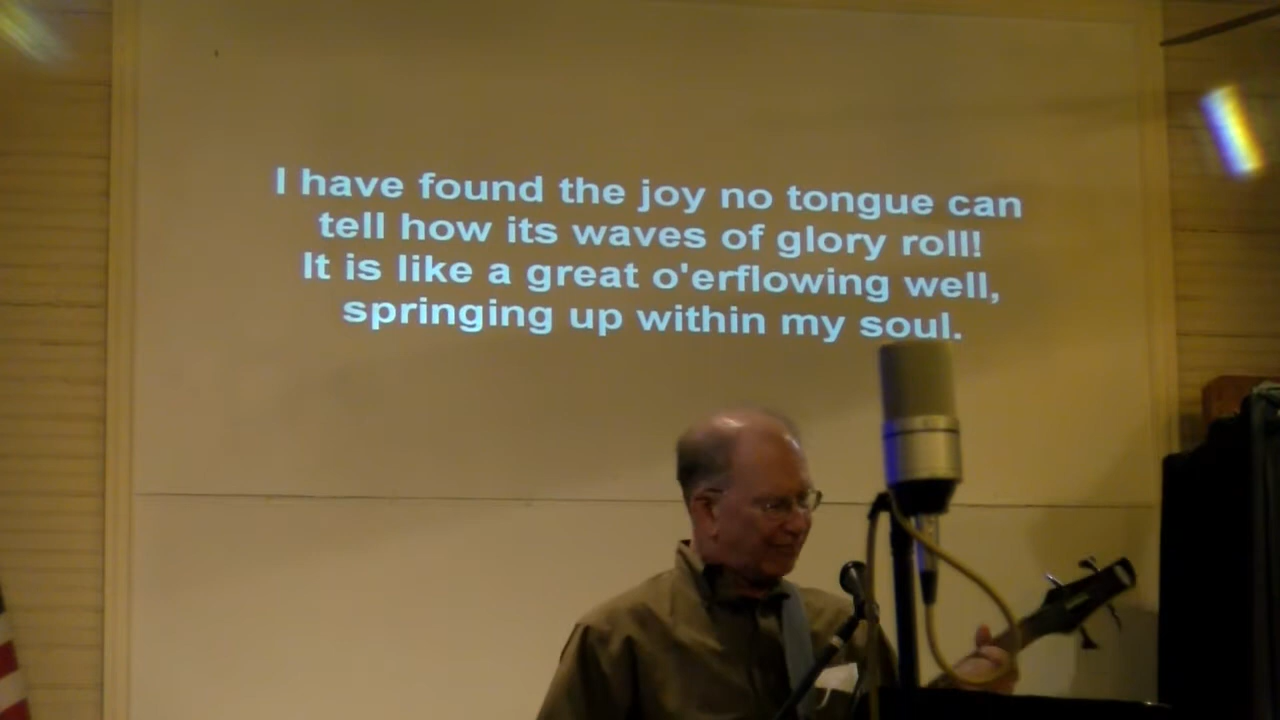 I have found the joy no tongue can
tell how its waves of glory roll!
It is like a great o'erflowing well,
springing up within my soul.